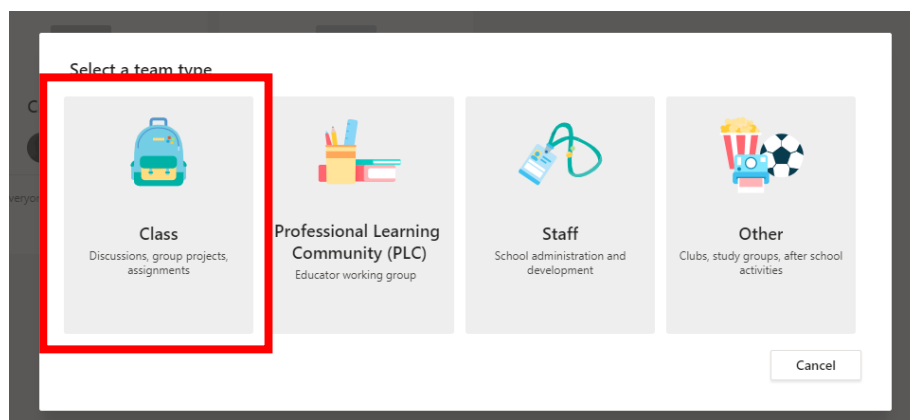 Select a team type
Class
Discussions, group projects,
assignments
Professional Learning
Community (PLC)
Educator working group
Staff
School administration and
development
Other
Clubs, study groups, after school
activities
Cancel